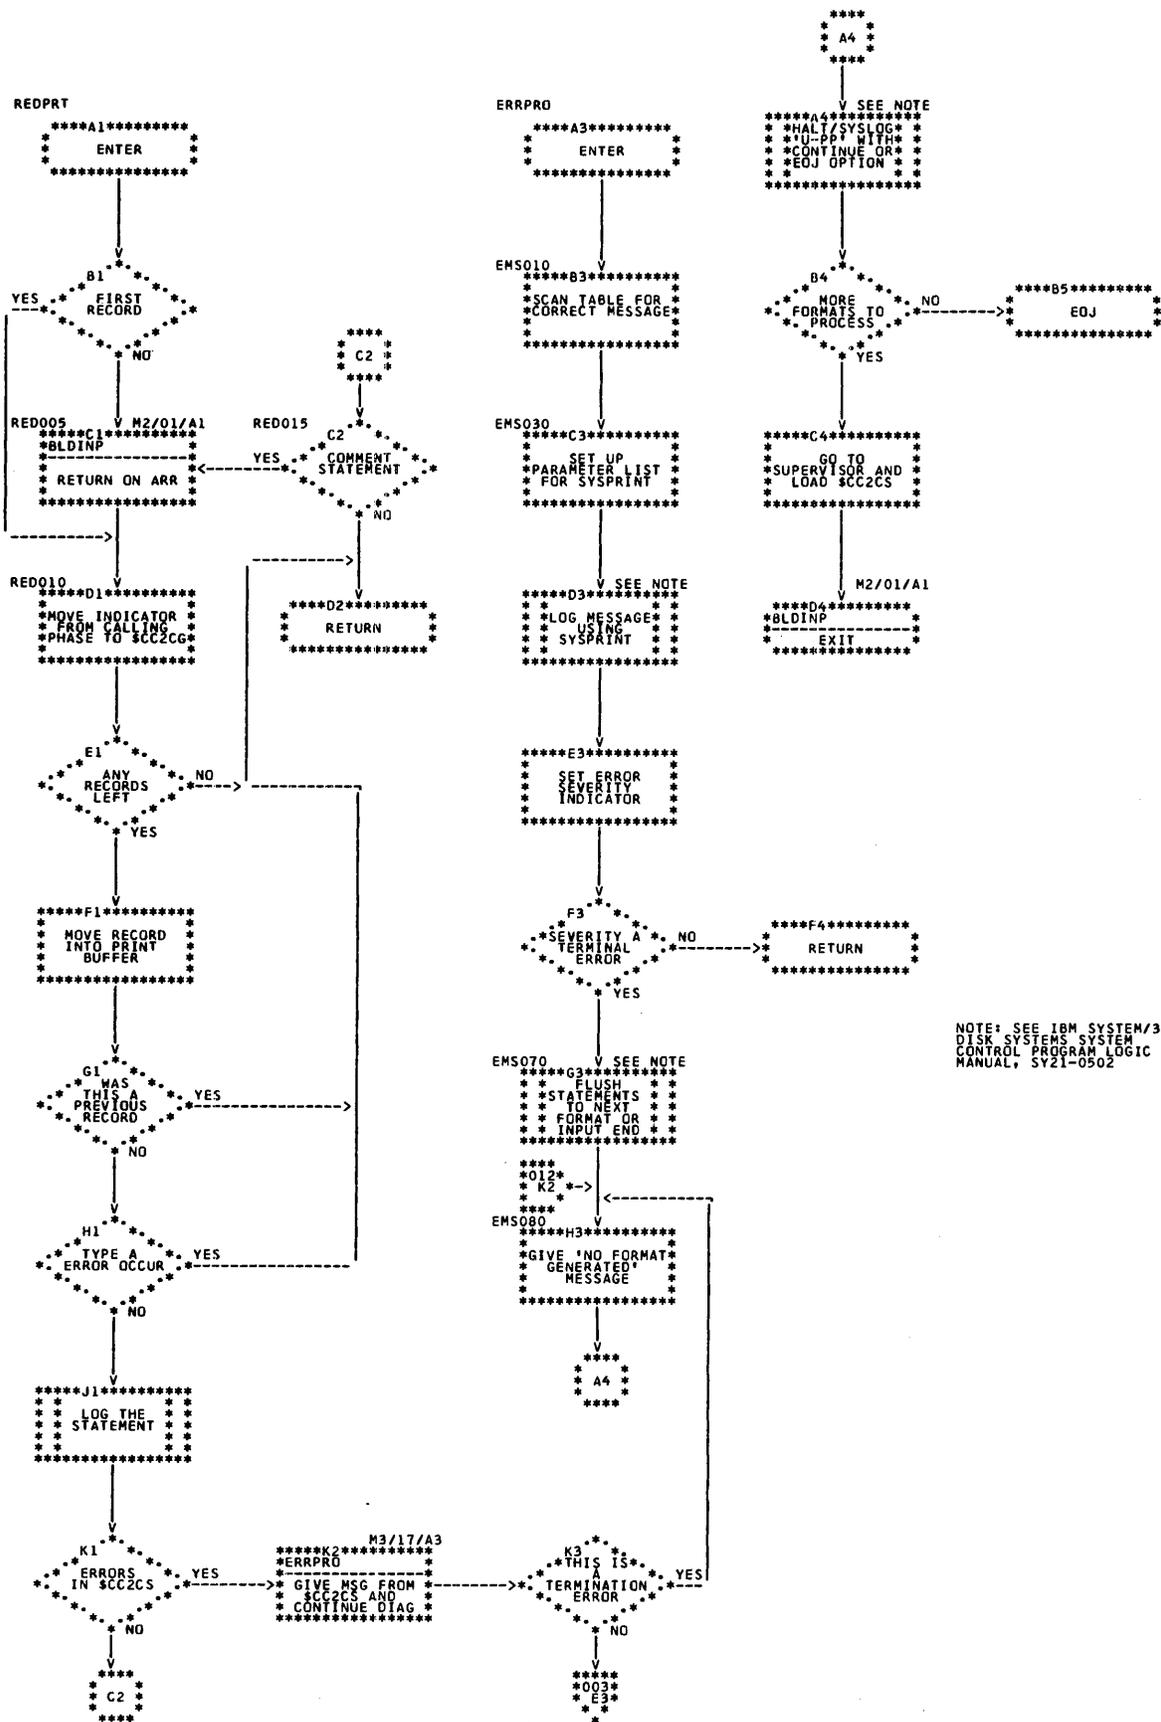 REDPRT
A1
ENTER
B1
FIRST
RECORD
YES
NO
RED005
M2/01/A1
C1
BLDINP
RETURN ON ARR
RED010
D1
MOVE INDICATOR
FROM CALLING
PHASE TO $CC2CG
E1
ANY
RECORDS
LEFT
NO
YES
F1
MOVE RECORD
INTO PRINT
BUFFER
G1
WAS
THIS A
PREVIOUS
RECORD
YES
NO
H1
TYPE A
ERROR OCCUR
YES
NO
J1
LOG THE
STATEMENT
K1
ERRORS
IN $CC2CS
YES
NO
C2
C2
RED015
C2
COMMENT
STATEMENT
YES
NO
D2
RETURN
M3/17/A3
K2
ERRPRO
GIVE MSG FROM
$CC2CS AND
CONTINUE DIAG
ERRPRO
A3
ENTER
EMS010
B3
SCAN TABLE FOR
CORRECT MESSAGE
EMS030
C3
SET UP
PARAMETER LIST
FOR SYSPRINT
SEE NOTE
D3
LOG MESSAGE
USING
SYSPRINT
E3
SET ERROR
SEVERITY
INDICATOR
F3
SEVERITY A
TERMINAL
ERROR
NO
YES
F4
RETURN
EMS070
SEE NOTE
G3
FLUSH
STATEMENTS
TO NEXT
FORMAT OR
INPUT END
012
K2
EMS080
H3
GIVE 'NO FORMAT
GENERATED'
MESSAGE
A4
K3
THIS IS
A
TERMINATION
ERROR
YES
NO
003
E3
A4
SEE NOTE
A4
HALT/SYSLOG
'U-PP' WITH
CONTINUE OR
EOJ OPTION
B4
MORE
FORMATS TO
PROCESS
NO
YES
B5
EOJ
C4
GO TO
SUPERVISOR AND
LOAD $CC2CS
M2/01/A1
D4
BLDINP
EXIT
NOTE: SEE IBM SYSTEM/3
DISK SYSTEMS SYSTEM
CONTROL PROGRAM LOGIC
MANUAL, SY21-0502